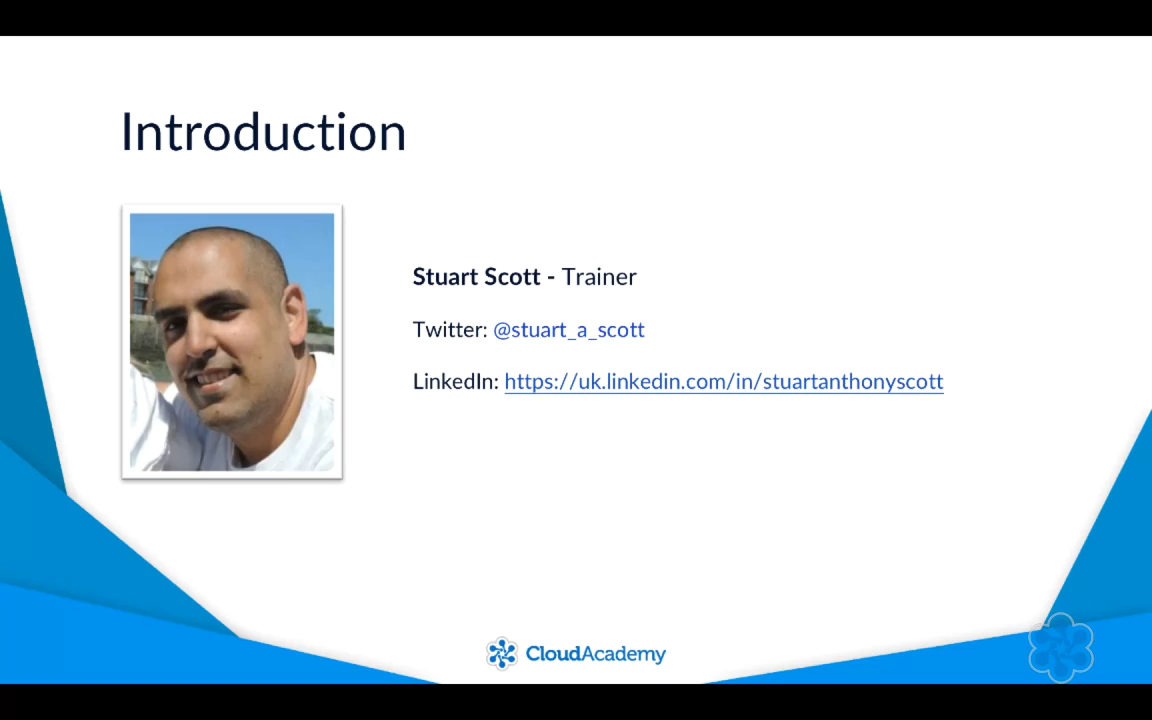 Introduction
Stuart Scott - Trainer
Twitter: @stuart_a_scott
LinkedIn: https://uk.linkedin.com/in/stuartanthonyscott
CloudAcademy